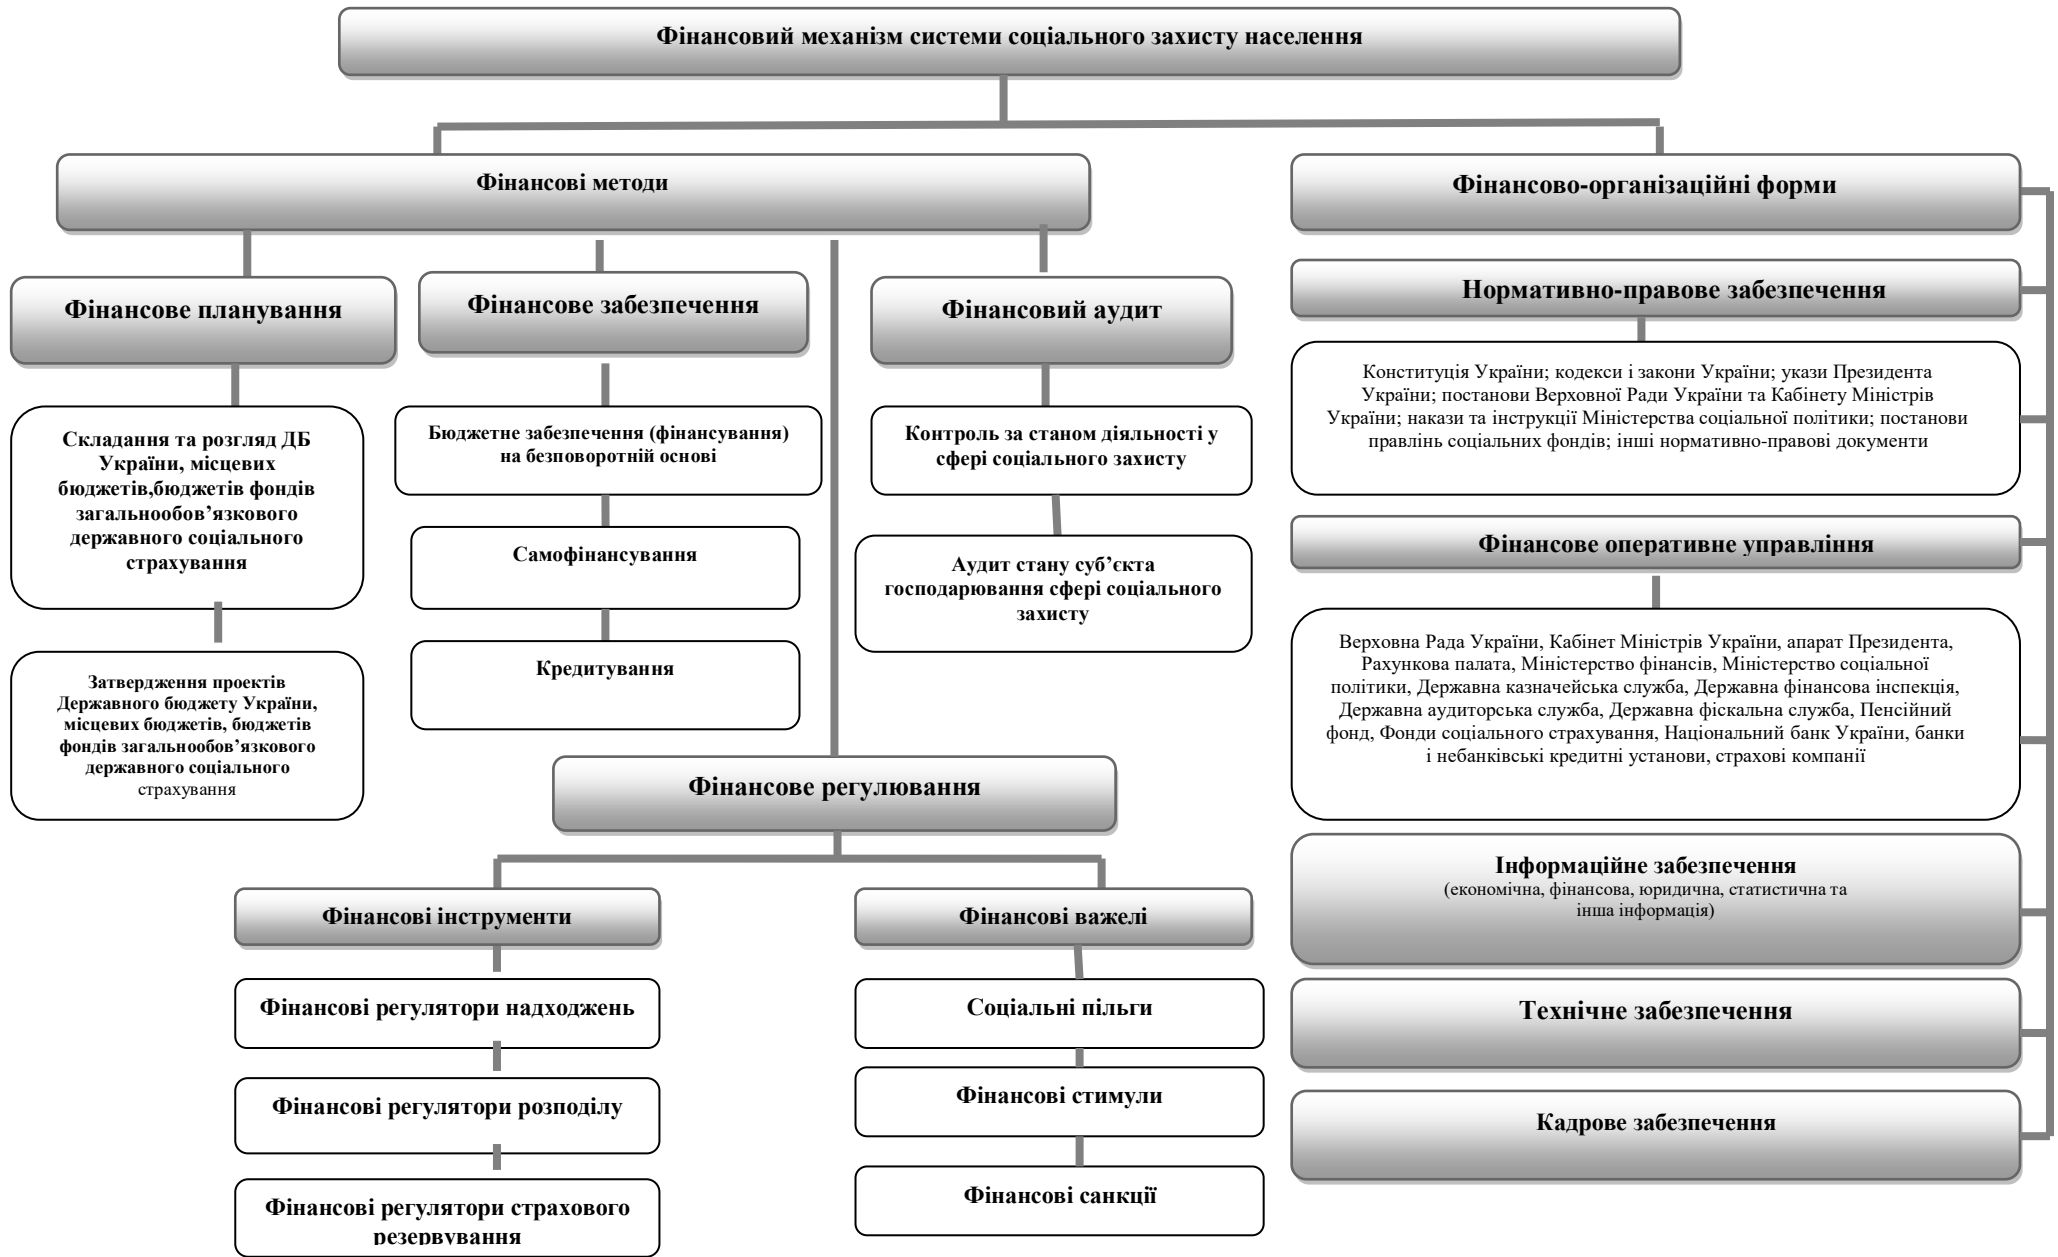 Фінансовий механізм системи соціального захисту населення
Фінансові методи
Фінансове планування
Складання та розгляд ДБ
України, місцевих
бюджетів,бюджетів фондів
загальнообов’язкового
державного соціального
страхування
Затвердження проектів
Державного бюджету України,
місцевих бюджетів, бюджетів
фондів загальнообов’язкового
державного соціального
страхування
Фінансове забезпечення
Бюджетне забезпечення (фінансування)
на безповоротній основі
Самофінансування
Кредитування
Фінансовий аудит
Контроль за станом діяльності у
сфері соціального захисту
Аудит стану суб’єкта
господарювання сфері соціального
захисту
Фінансове регулювання
Фінансові інструменти
Фінансові регулятори надходжень
Фінансові регулятори розподілу
Фінансові регулятори страхового
резервування
Фінансові важелі
Соціальні пільги
Фінансові стимули
Фінансові санкції
Фінансово-організаційні форми
Нормативно-правове забезпечення
Конституція України; кодекси і закони України; укази Президента
України; постанови Верховної Ради України та Кабінету Міністрів
України; накази та інструкції Міністерства соціальної політики; постанови
правлінь соціальних фондів; інші нормативно-правові документи
Фінансове оперативне управління
Верховна Рада України, Кабінет Міністрів України, апарат Президента,
Рахункова палата, Міністерство фінансів, Міністерство соціальної
політики, Державна казначейська служба, Державна фінансова інспекція,
Державна аудиторська служба, Державна фіскальна служба, Пенсійний
фонд, Фонди соціального страхування, Національний банк України, банки
і небанківські кредитні установи, страхові компанії
Інформаційне забезпечення
(економічна, фінансова, юридична, статистична та
інша інформація)
Технічне забезпечення
Кадрове забезпечення